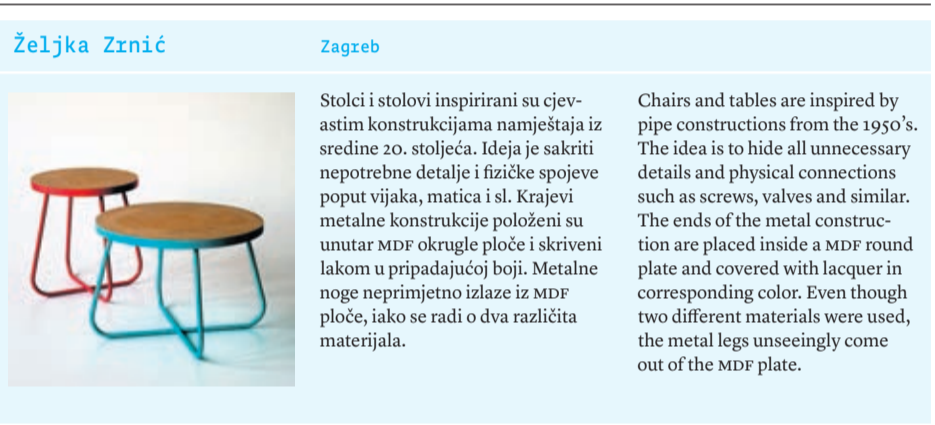 Željka Zrnić
Zagreb
Stolci i stolovi inspirirani su cjev-
astim konstrukcijama namještaja iz
sredine 20. stoljeća. Ideja je sakriti
nepotrebne detalje i fizičke spojeve
poput vijaka, matica i sl. Krajevi
metalne konstrukcije položeni su
unutar MDF okrugle ploče i skriveni
lakom u pripadajućoj boji. Metalne
noge neprimjetno izlaze iz MDF
ploče, iako se radi o dva različita
materijala.
Chairs and tables are inspired by
pipe constructions from the 1950’s.
The idea is to hide all unnecessary
details and physical connections
such as screws, valves and similar.
The ends of the metal construc-
tion are placed inside a MDF round
plate and covered with lacquer in
corresponding color. Even though
two different materials were used,
the metal legs unseeingly come
out of the MDF plate.